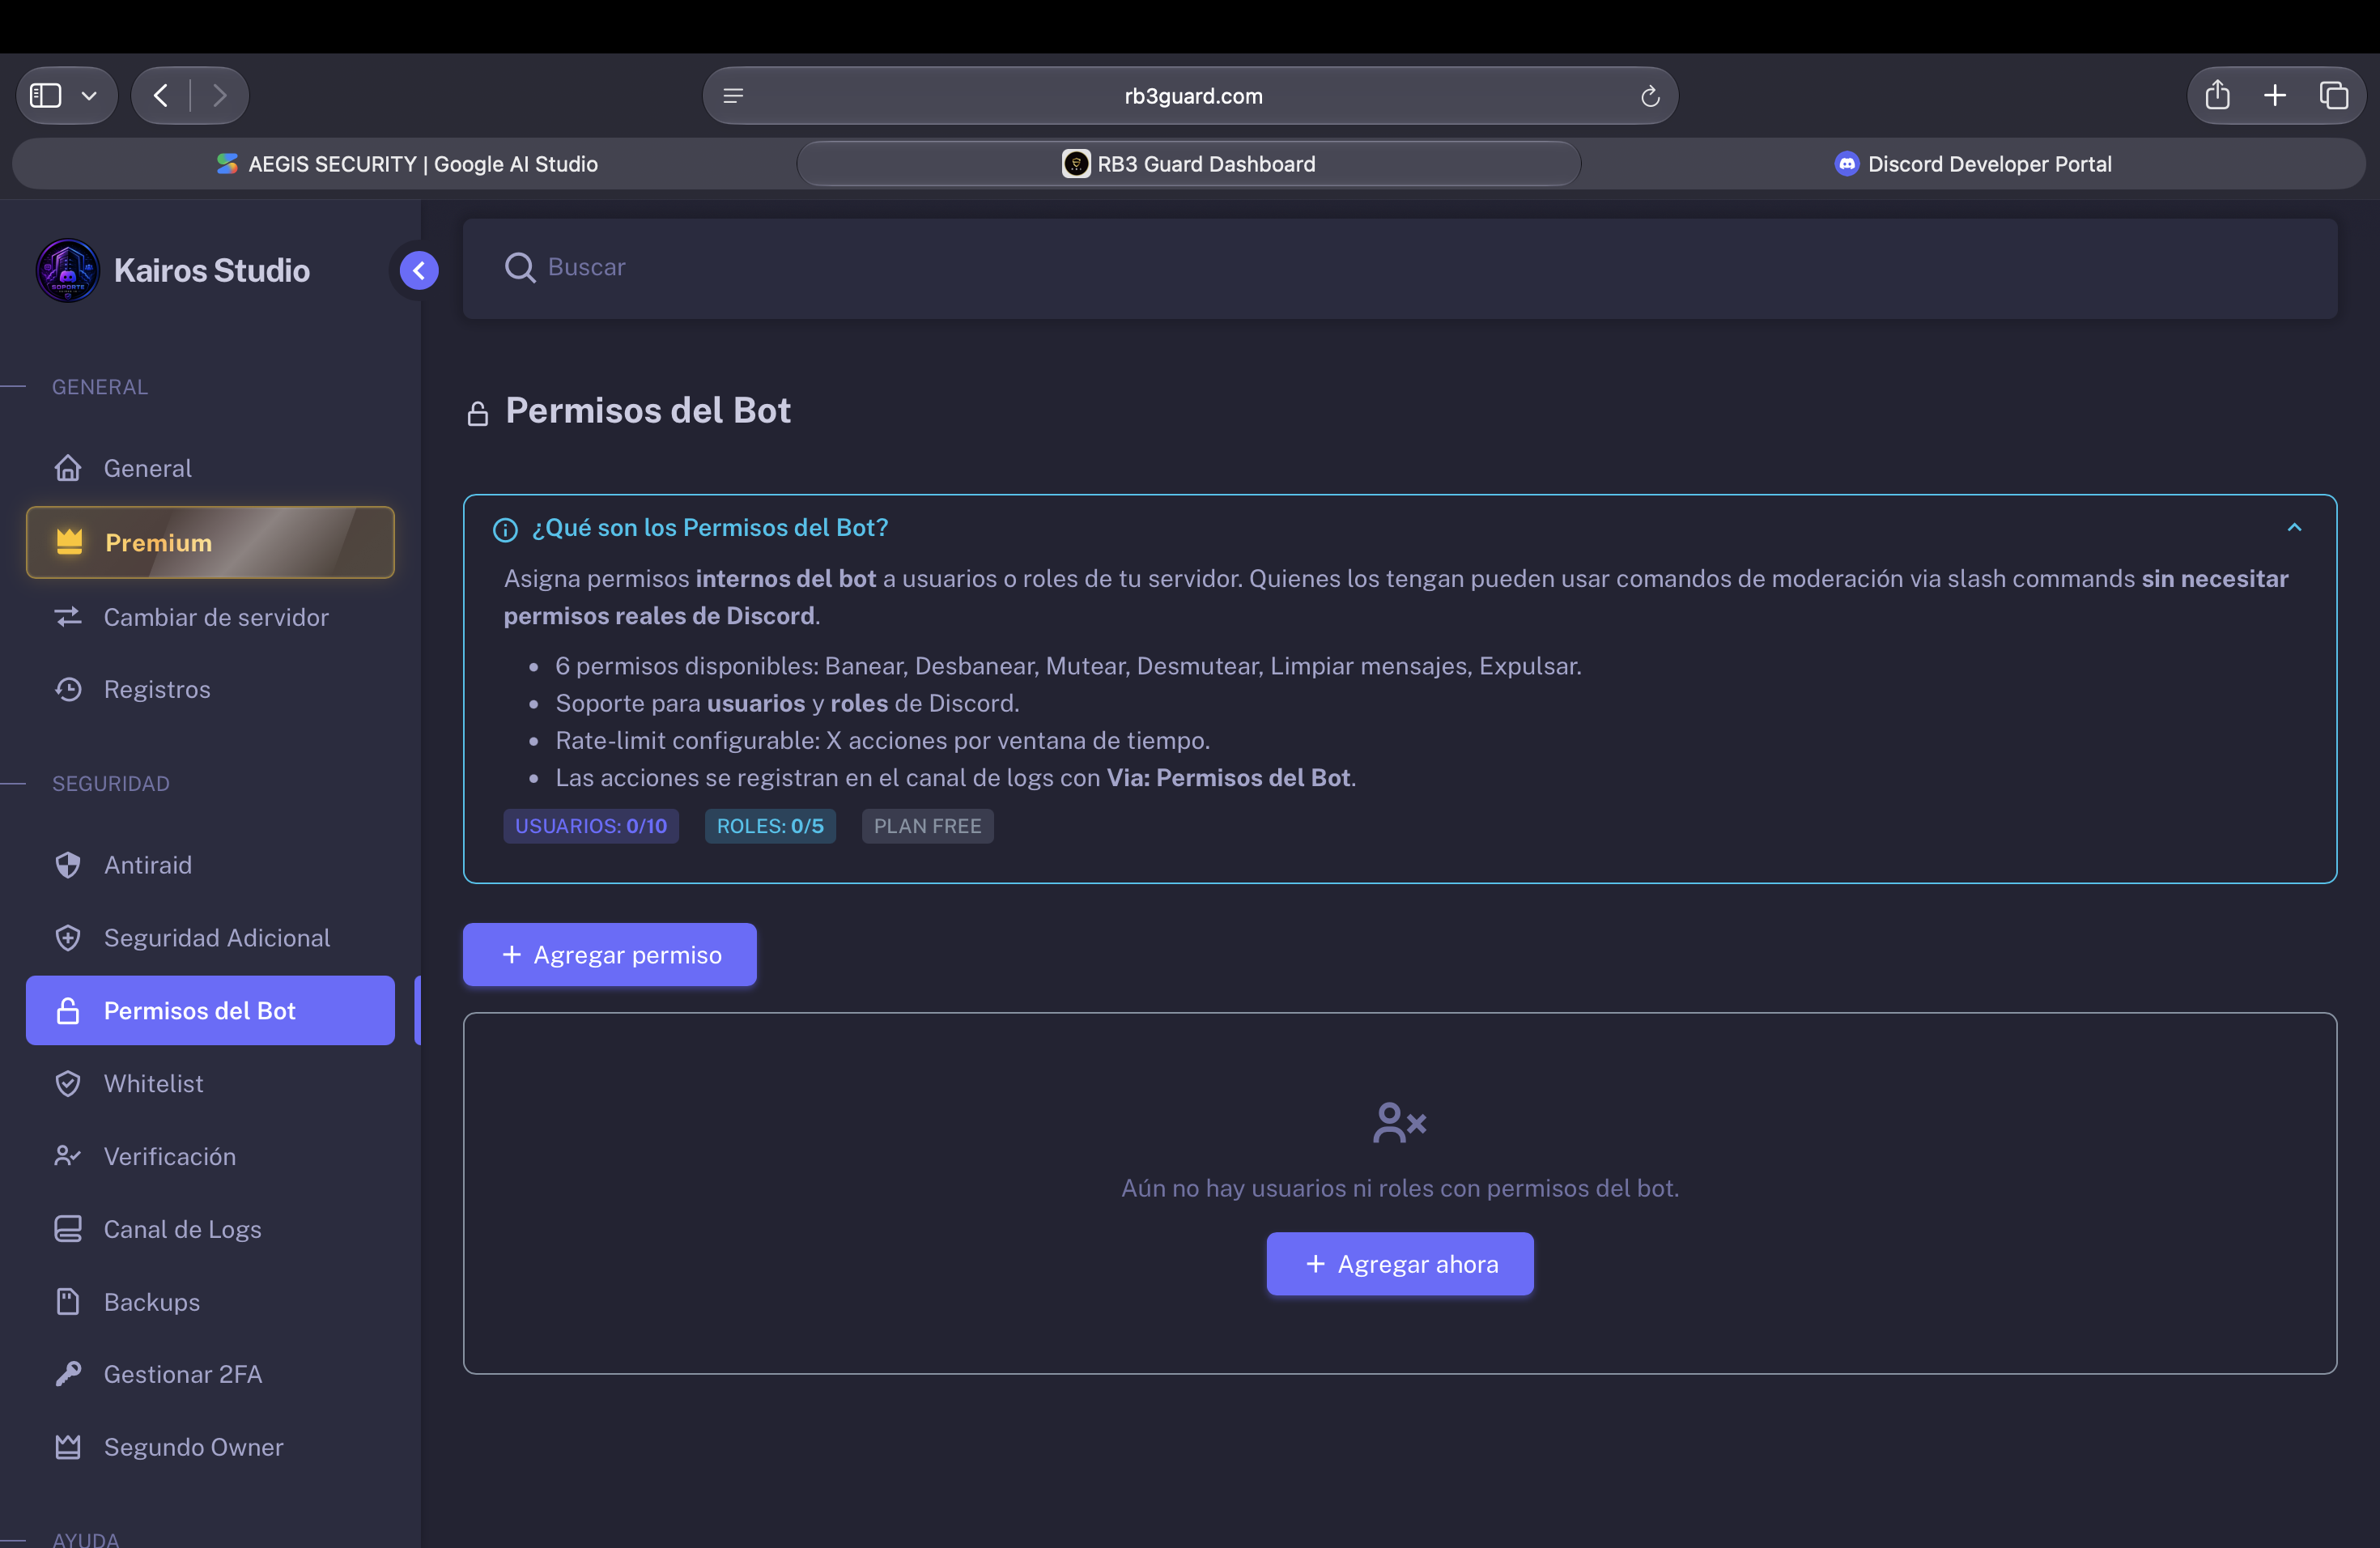 rb3guard.com
AEGIS SECURITY | Google AI Studio
RB3 Guard Dashboard
Discord Developer Portal
SOPORTE
Kairos Studio
Buscar
GENERAL
General
Premium
Cambiar de servidor
Registros
SEGURIDAD
Antiraid
Seguridad Adicional
Permisos del Bot
Whitelist
Verificación
Canal de Logs
Backups
Gestionar 2FA
Segundo Owner
AYUDA
Permisos del Bot
¿Qué son los Permisos del Bot?
Asigna permisos internos del bot a usuarios o roles de tu servidor. Quienes los tengan pueden usar comandos de moderación via slash commands sin necesitar
permisos reales de Discord.
• 6 permisos disponibles: Banear, Desbanear, Mutear, Desmutear, Limpiar mensajes, Expulsar.
• Soporte para usuarios y roles de Discord.
• Rate-limit configurable: X acciones por ventana de tiempo.
• Las acciones se registran en el canal de logs con Via: Permisos del Bot.
USUARIOS: 0/10 ROLES: 0/5 PLAN FREE
+ Agregar permiso
Aún no hay usuarios ni roles con permisos del bot.
+ Agregar ahora